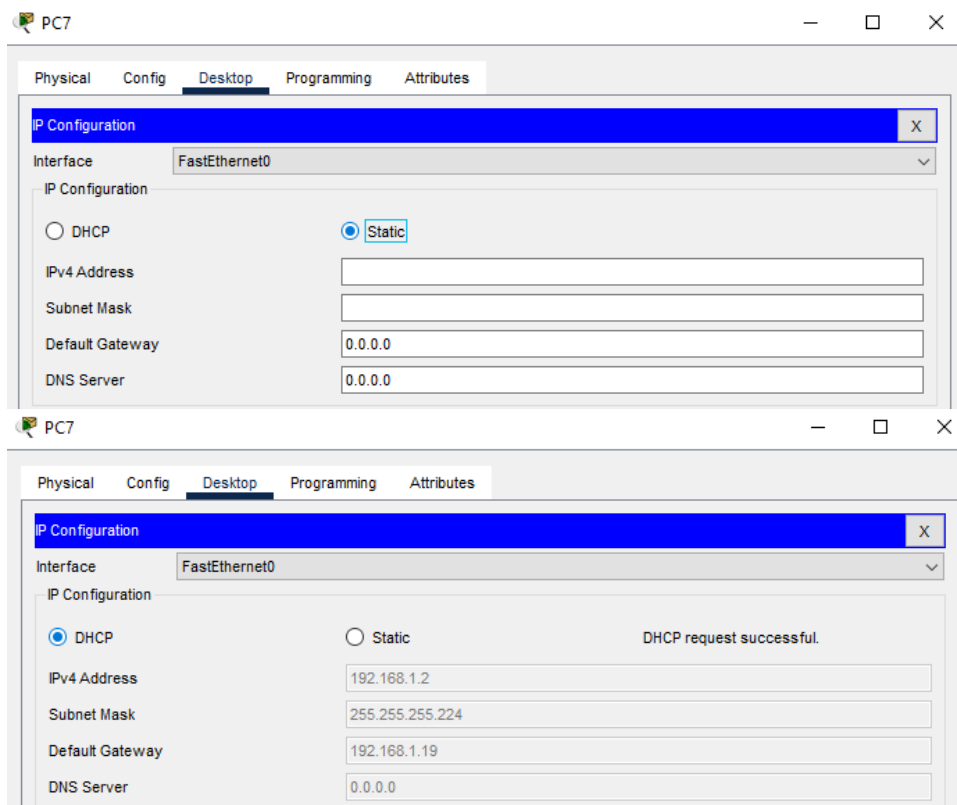 PC7
Physical Config Desktop Programming Attributes
IP Configuration X
Interface FastEthernet0
IP Configuration
DHCP Static
IPv4 Address
Subnet Mask
Default Gateway 0.0.0.0
DNS Server 0.0.0.0
PC7
Physical Config Desktop Programming Attributes
IP Configuration X
Interface FastEthernet0
IP Configuration
DHCP Static DHCP request successful.
IPv4 Address 192.168.1.2
Subnet Mask 255.255.255.224
Default Gateway 192.168.1.19
DNS Server 0.0.0.0